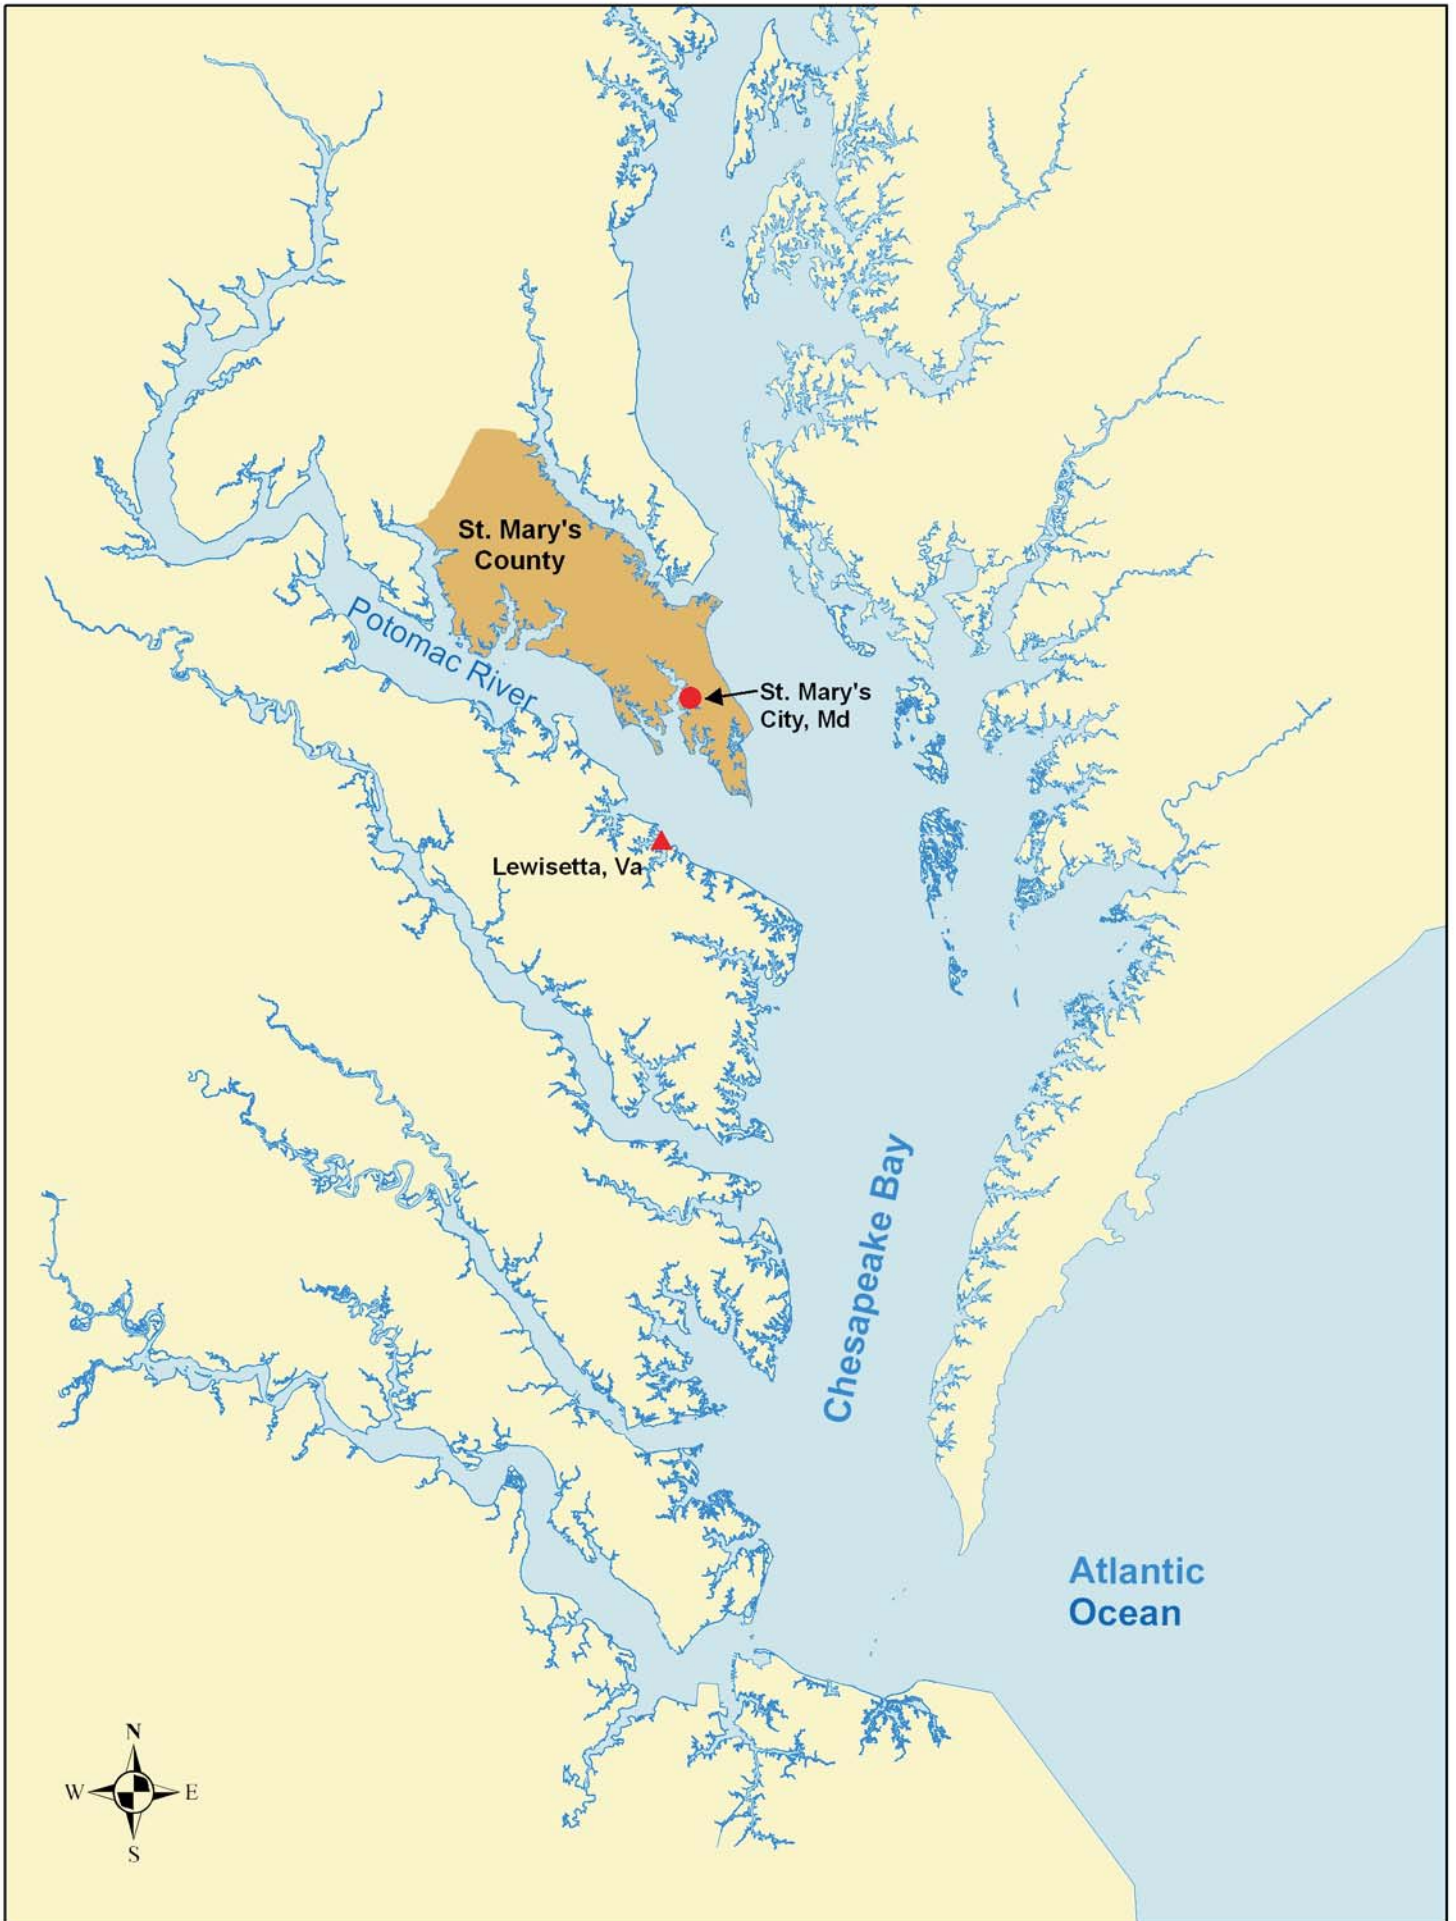 St. Mary's
County
Potomac River
St. Mary's
City, Md
Lewisetta, Va
Chesapeake Bay
Atlantic
Ocean
N
W
E
S